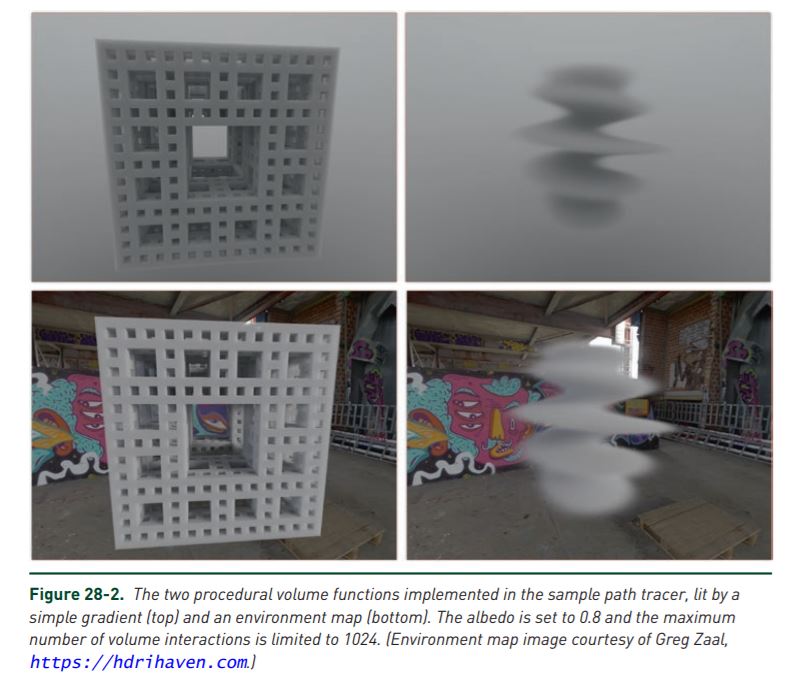 Figure 28-2. The two procedural volume functions implemented in the sample path tracer, lit by a
simple gradient (top) and an environment map (bottom). The albedo is set to 0.8 and the maximum
number of volume interactions is limited to 1024. (Environment map image courtesy of Greg Zaal,
https://hdrihaven.com.)